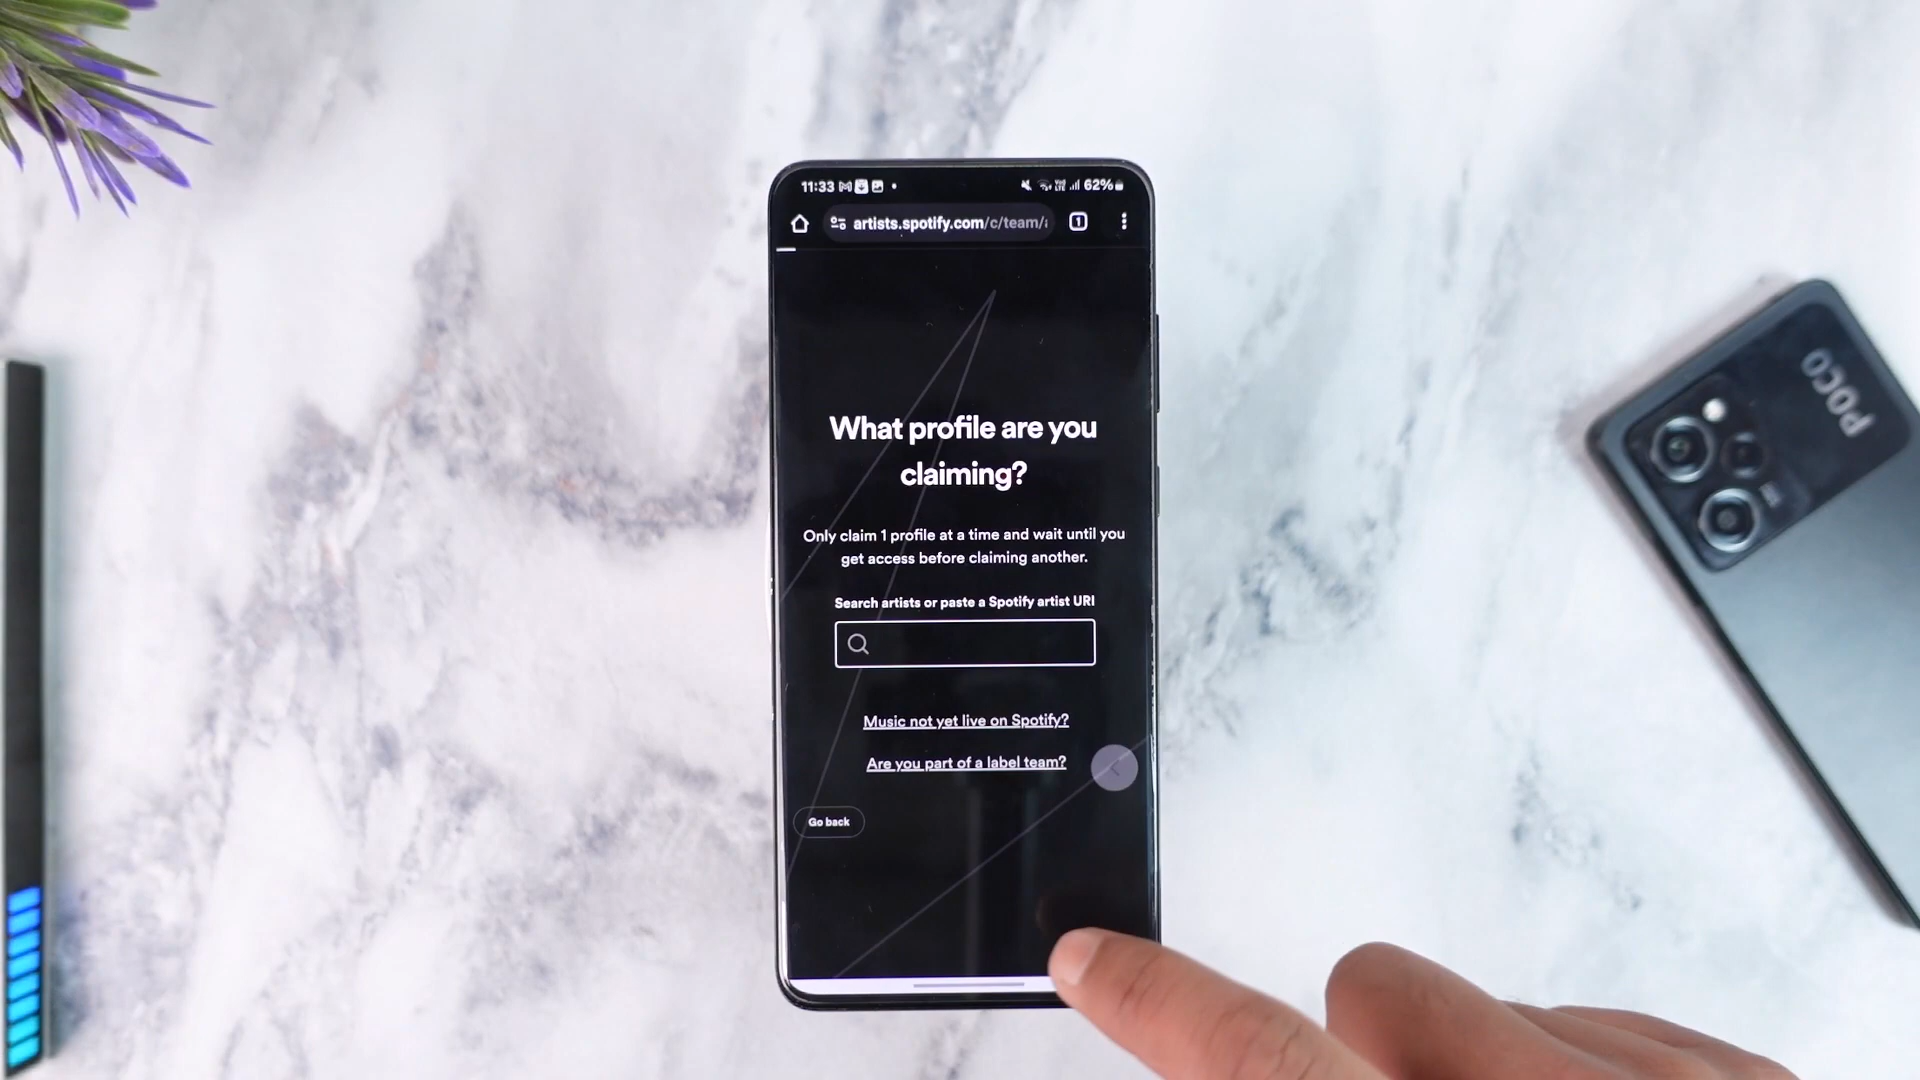 11:33
62%
artists.spotify.com/c/team/
1
What profile are you
claiming?
Only claim 1 profile at a time and wait until you
get access before claiming another.
Search artists or paste a Spotify artist URI
Music not yet live on Spotify?
Are you part of a label team?
Go back
POCO